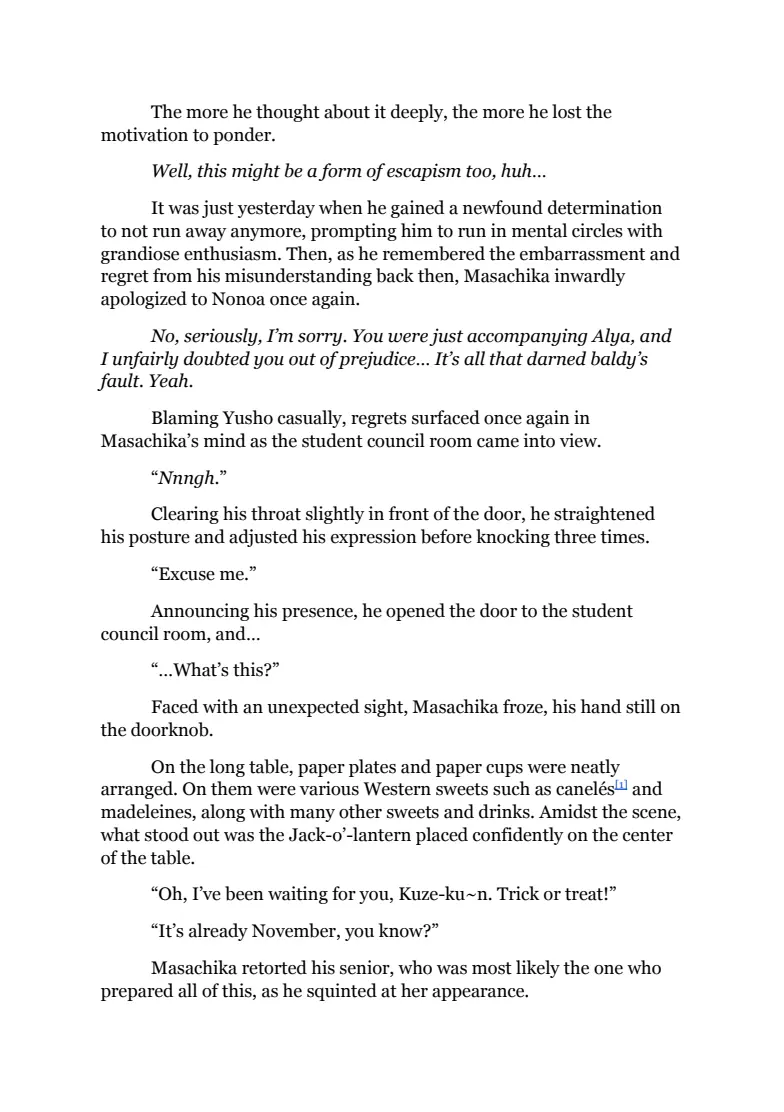 The more he thought about it deeply, the more he lost the
motivation to ponder.
Well, this might be a form of escapism too, huh…
It was just yesterday when he gained a newfound determination
to not run away anymore, prompting him to run in mental circles with
grandiose enthusiasm. Then, as he remembered the embarrassment and
regret from his misunderstanding back then, Masachika inwardly
apologized to Nonoa once again.
No, seriously, I’m sorry. You were just accompanying Alya, and
I unfairly doubted you out of prejudice… It’s all that darned baldy’s
fault. Yeah.
Blaming Yusho casually, regrets surfaced once again in
Masachika’s mind as the student council room came into view.
“Nnngh.”
Clearing his throat slightly in front of the door, he straightened
his posture and adjusted his expression before knocking three times.
“Excuse me.”
Announcing his presence, he opened the door to the student
council room, and…
“…What’s this?”
Faced with an unexpected sight, Masachika froze, his hand still on
the doorknob.
On the long table, paper plates and paper cups were neatly
arranged. On them were various Western sweets such as canelés[1] and
madeleines, along with many other sweets and drinks. Amidst the scene,
what stood out was the Jack-o’-lantern placed confidently on the center
of the table.
“Oh, I’ve been waiting for you, Kuze-ku~n. Trick or treat!”
“It’s already November, you know?”
Masachika retorted his senior, who was most likely the one who
prepared all of this, as he squinted at her appearance.